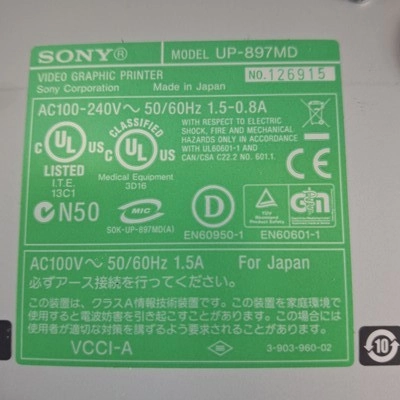 SONY® MODEL UP-897MD
VIDEO GRAPHIC PRINTER NO.126915
Sony Corporation Made in Japan
AC100-240V～ 50/60Hz 1.5-0.8A
WITH RESPECT TO ELECTRIC
SHOCK, FIRE AND MECHANICAL
HAZARDS ONLY IN ACCORDANCE
WITH UL60601-1 AND
CAN/CSA C22.2 NO. 601.1.
C UL US
LISTED
I.T.E.
13C1
CLASSIFIED
C UL US
Medical Equipment
3D16
CE
N50
MIC
SOK-UP-897MD(A)
D
EN60950-1
TÜV
EN60601-1
AC100V～ 50/60Hz 1.5A For Japan
必ずアース接続を行ってください。
この装置は、クラスA情報技術装置です。この装置を家庭環境で
使用すると電波妨害を引き起こすことがあります。この場合には
使用者が適切な対策を講ずるよう要求されることがあります。
VCCI-A 3-903-960-02
10